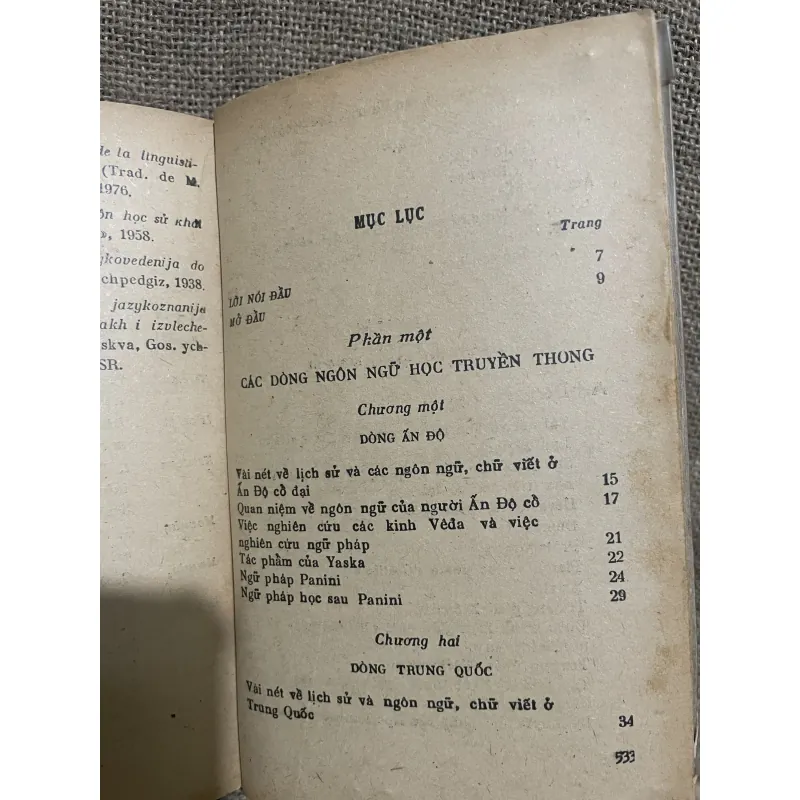 de la linguisti-
(Trad. de M.
1976.
học sử khái
1958.
ykovedenija do
chpedgiz, 1938.
jazykoznanija
akh i izvleche-
skva, Gos. ych-
SR.
MỤC LỤC
Trang
LỜI NÓI ĐẦU 7
MỞ ĐẦU 9
Phần một
CÁC DÒNG NGÔN NGỮ HỌC TRUYỀN THONG
Chương một
DÒNG ẤN ĐỘ
Vài nét về lịch sử và các ngôn ngữ, chữ viết ở
Ấn Độ cổ đại 15
Quan niệm về ngôn ngữ của người Ấn Độ cổ 17
Việc nghiên cứu các kinh Vêđa và việc
nghiên cứu ngữ pháp 21
Tác phẩm của Yaska 22
Ngữ pháp Panini 24
Ngữ pháp học sau Panini 29
Chương hai
DÒNG TRUNG QUỐC
Vài nét về lịch sử và ngôn ngữ, chữ viết ở
Trung Quốc 34
533